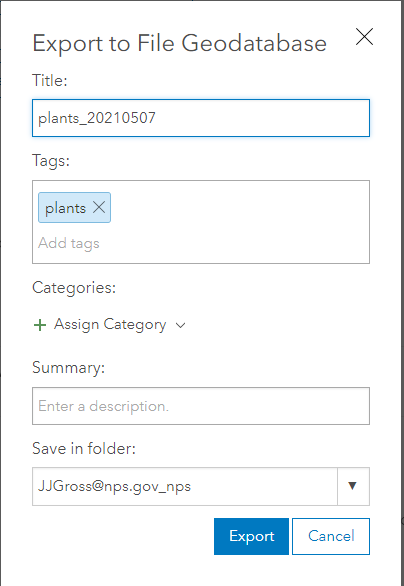 Export to File Geodatabase
Title:
plants_20210507
Tags:
plants
Add tags
Categories:
+ Assign Category
Summary:
Enter a description.
Save in folder:
JJGross@nps.gov_nps
Export Cancel